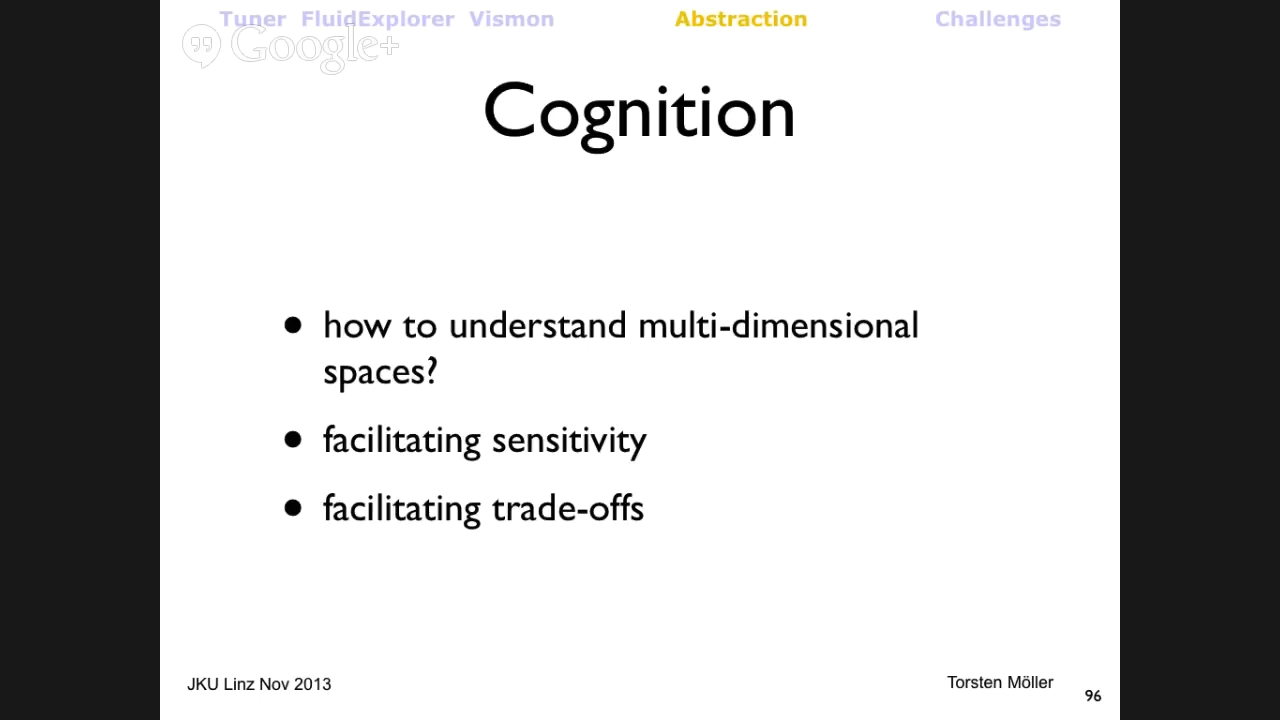 Tuner FluidExplorer Vismon Abstraction Challenges
Google+
Cognition
• how to understand multi-dimensional
spaces?
• facilitating sensitivity
• facilitating trade-offs
JKU Linz Nov 2013
Torsten Möller
96